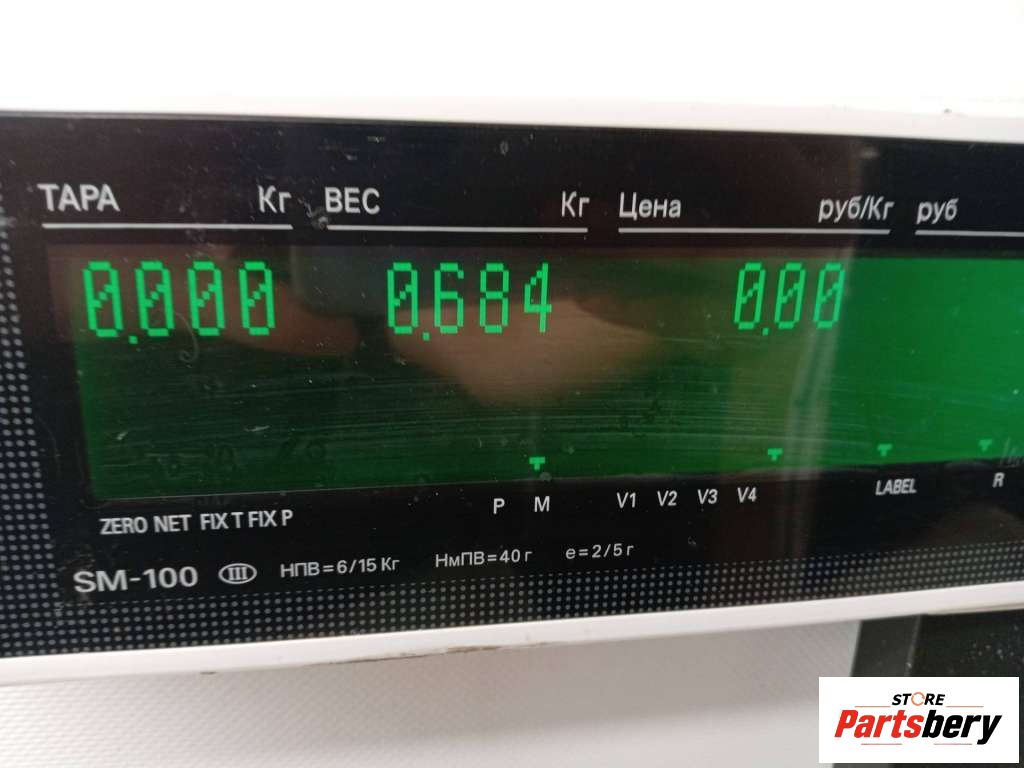 ТАРА Кг ВЕС Кг Цена руб/Кг руб
0.000 0.684 0.00
P M V1 V2 V3 V4 LABEL R
ZERO NET FIX T FIX P
SM-100 III НПВ=6/15 Кг НмПВ=40 г e=2/5 г
STORE
Partsbery